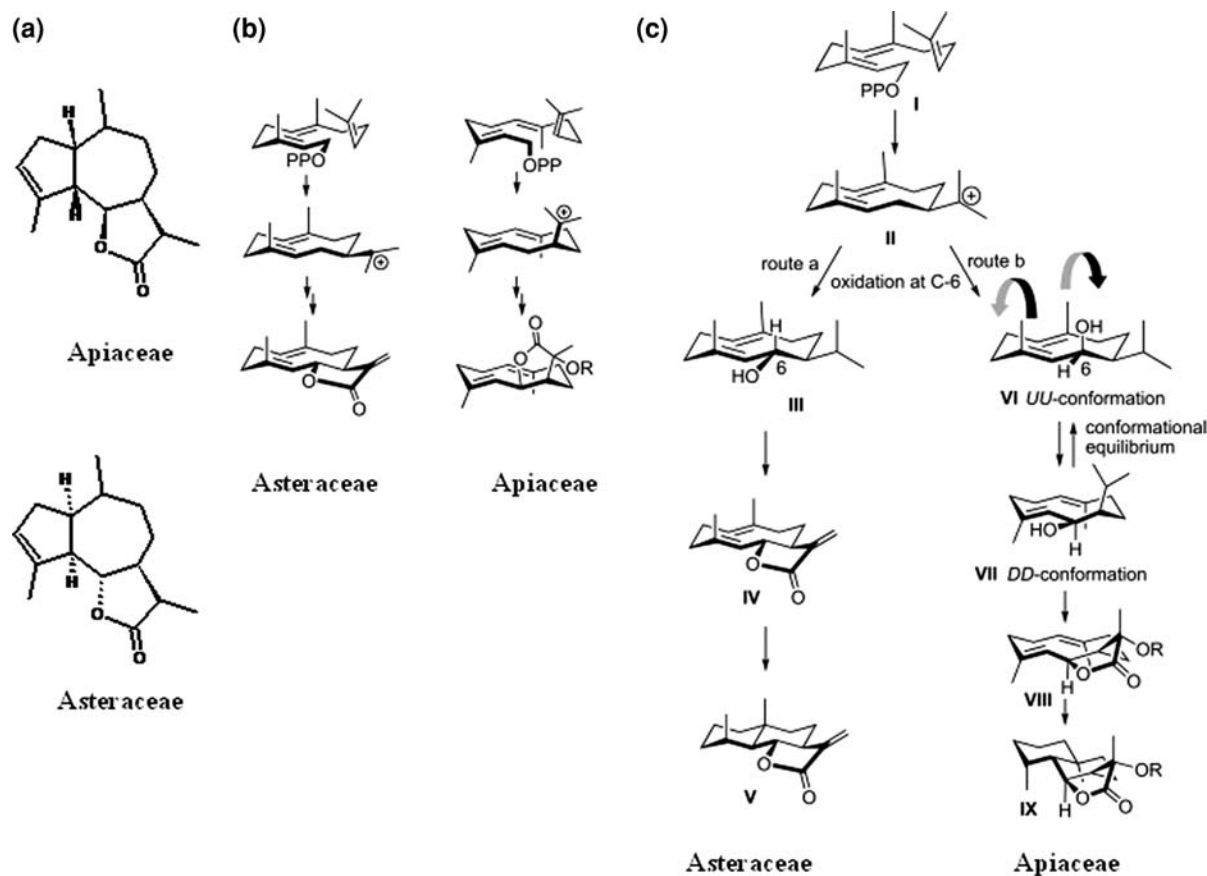 (a)
H
H
O
O
Apiaceae
H
H
O
O
Asteraceae
(b)
PPO
OPP
⊕
⊕
O
O
O
O
OR
Asteraceae
Apiaceae
(c)
PPO
I
⊕
II
route a
route b
oxidation at C-6
H
HO
6
III
OH
H
6
VI UU-conformation
conformational
equilibrium
HO
H
VII DD-conformation
O
O
IV
OR
H
O
O
VIII
O
O
V
OR
H
O
O
IX
Asteraceae
Apiaceae